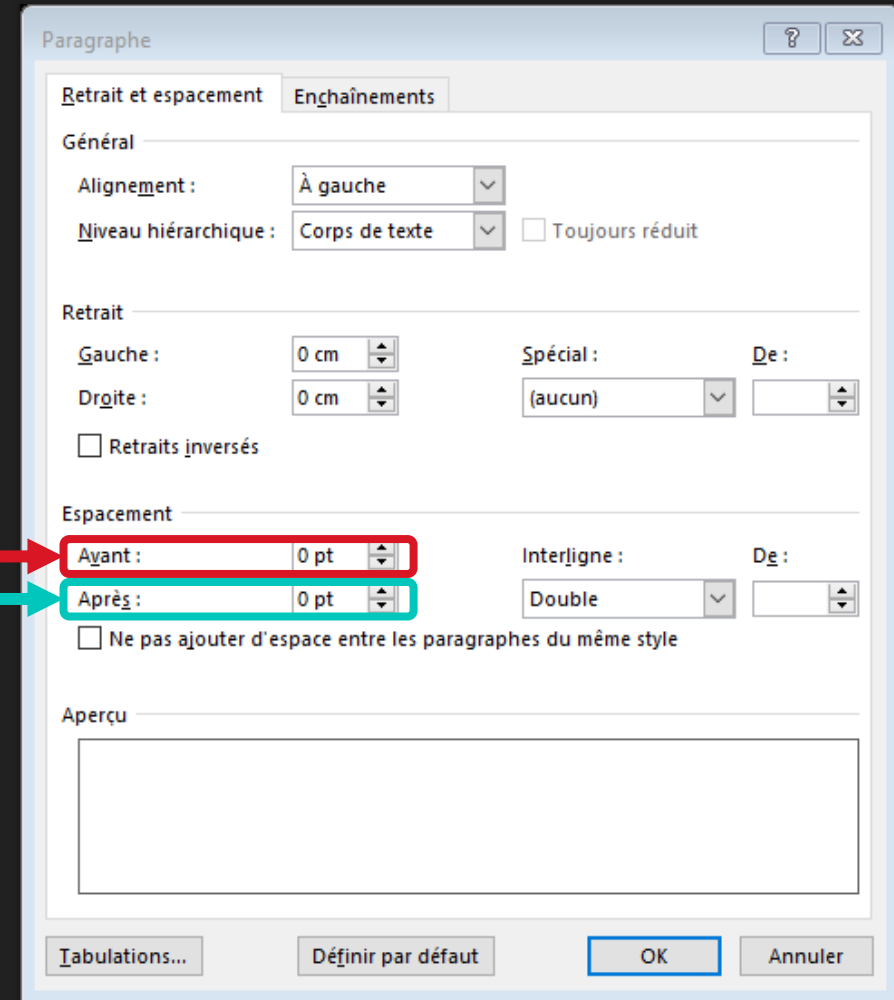 Paragraphe
Retrait et espacement Enchaînements
Général
Alignement : À gauche
Niveau hiérarchique : Corps de texte Toujours réduit
Retrait
Gauche : 0 cm Spécial : De :
Droite : 0 cm (aucun)
Retraits inversés
Espacement
Avant : 0 pt Interligne : De :
Après : 0 pt Double
Ne pas ajouter d'espace entre les paragraphes du même style
Aperçu
Tabulations... Définir par défaut OK Annuler